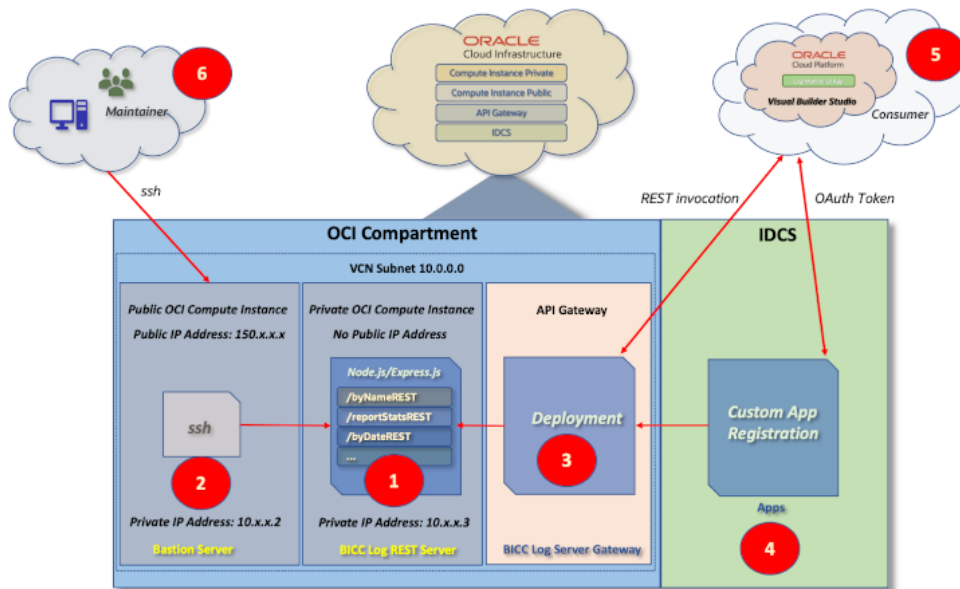 6
Maintainer
ORACLE
Cloud Infrastructure
Compute Instance Private
Compute Instance Public
API Gateway
IDCS
ORACLE
Cloud Platform
Visual Builder Studio
Consumer
5
ssh
REST invocation
OAuth Token
OCI Compartment
IDCS
VCN Subnet 10.0.0.0
Public OCI Compute Instance
Public IP Address: 150.x.x.x
Private OCI Compute Instance
No Public IP Address
API Gateway
Node.js/Express.js
/byNameREST
/reportStatsREST
/byDateREST
...
ssh
Deployment
Custom App
Registration
2
1
3
Private IP Address: 10.x.x.2
Private IP Address: 10.x.x.3
Apps
Bastion Server
BICC Log REST Server
BICC Log Server Gateway
4